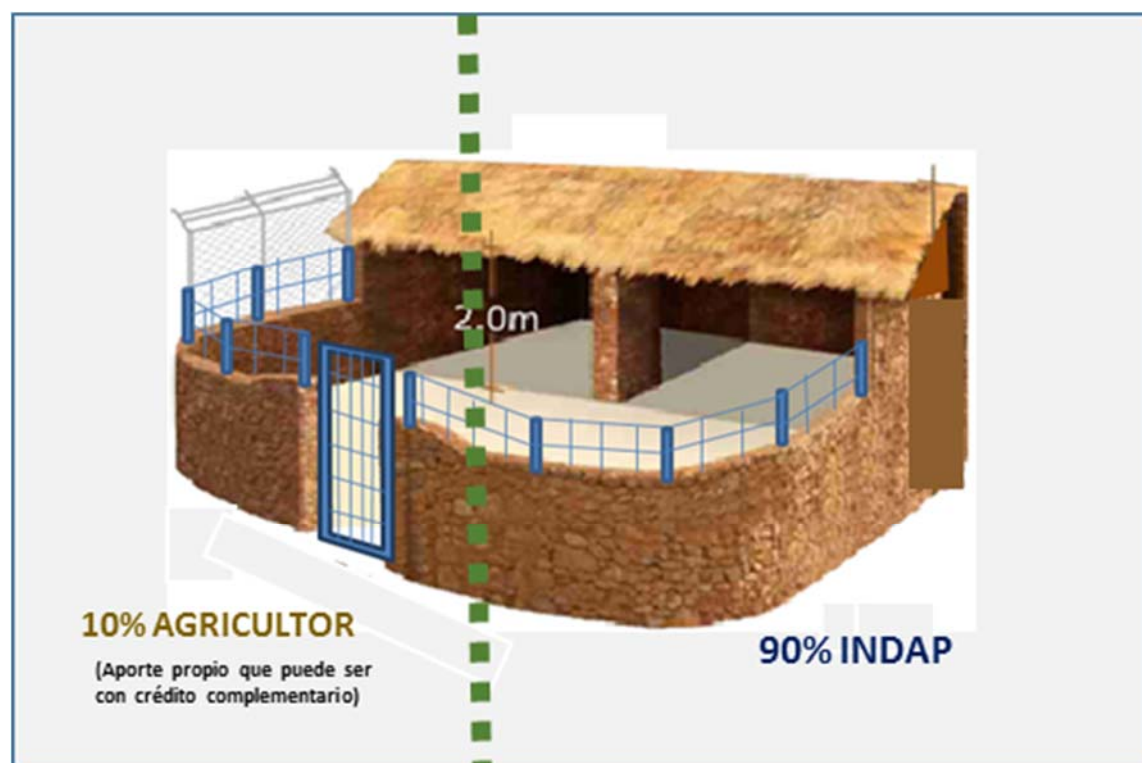 2.0m
10% AGRICULTOR
(Aporte propio que puede ser
con crédito complementario)
90% INDAP